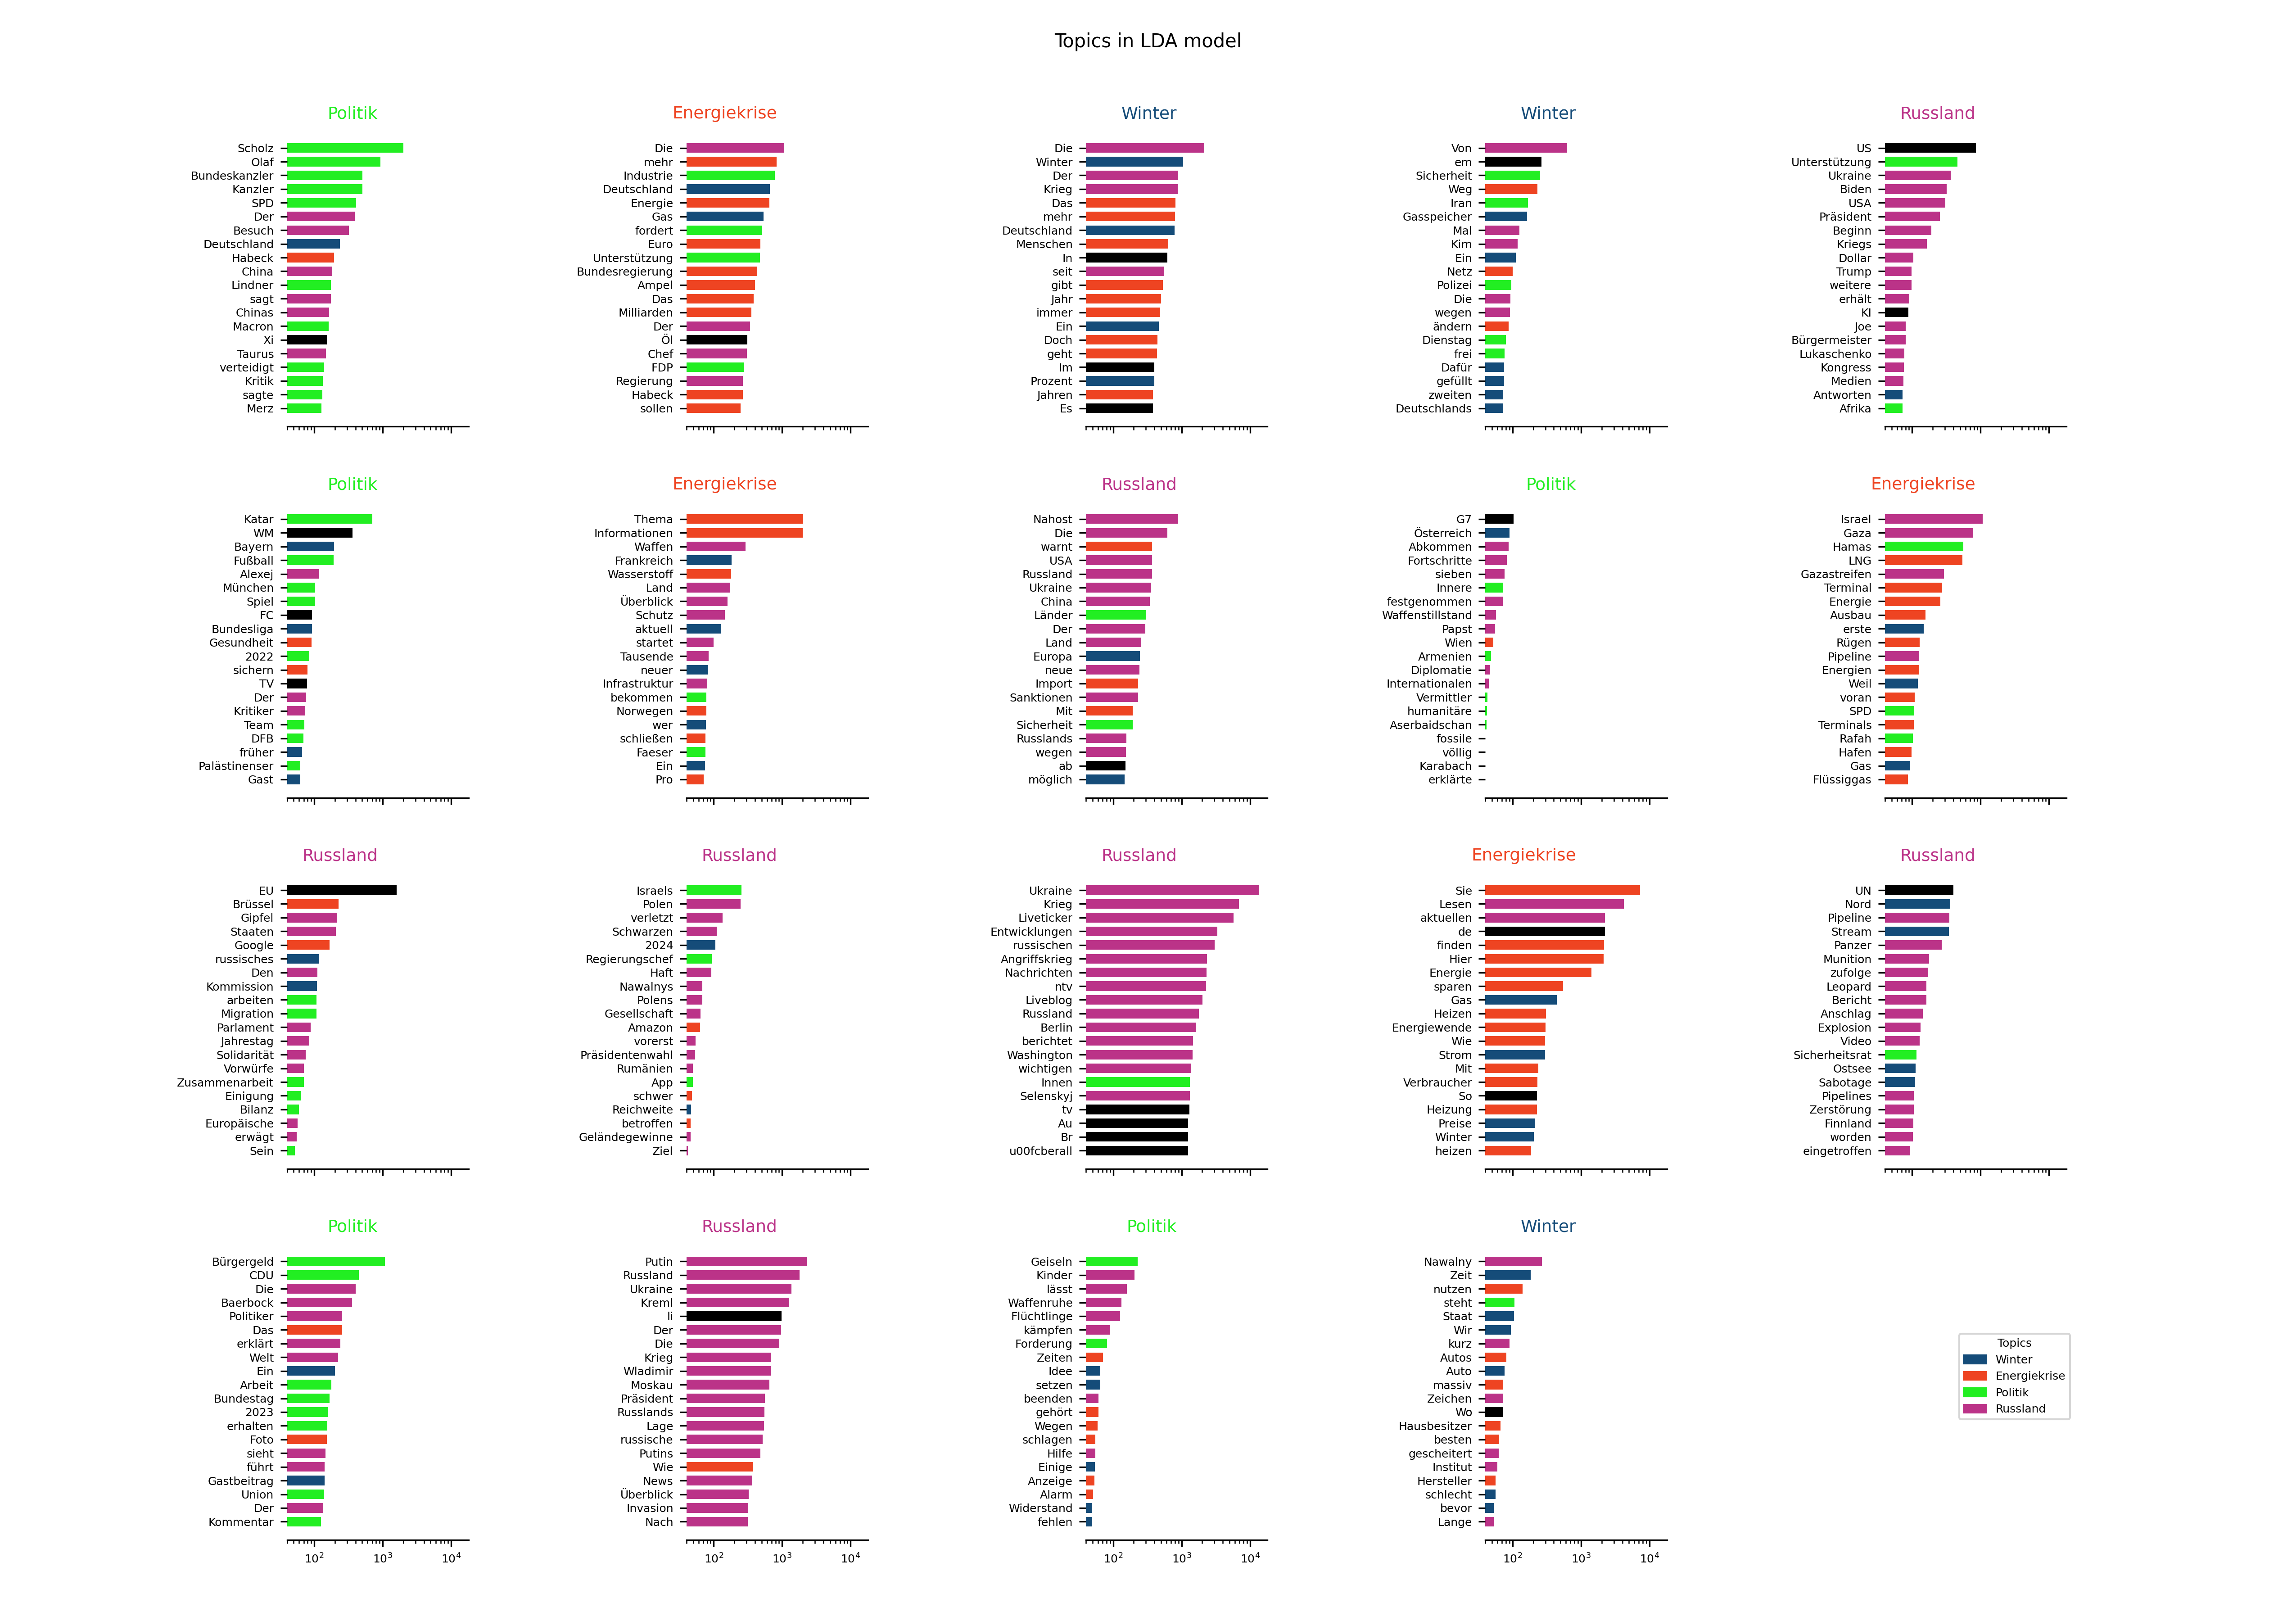 Topics in LDA model
Politik
Scholz
Olaf
Bundeskanzler
Kanzler
SPD
Der
Besuch
Deutschland
Habeck
China
Lindner
sagt
Chinas
Macron
Xi
Taurus
verteidigt
Kritik
sagte
Merz
Energiekrise
Die
mehr
Industrie
Deutschland
Energie
Gas
fordert
Euro
Unterstützung
Bundesregierung
Ampel
Das
Milliarden
Der
Öl
Chef
FDP
Regierung
Habeck
sollen
Winter
Die
Winter
Der
Krieg
Das
mehr
Deutschland
Menschen
In
seit
gibt
Jahr
immer
Ein
Doch
geht
Im
Prozent
Jahren
Es
Winter
Von
em
Sicherheit
Weg
Iran
Gasspeicher
Mal
Kim
Ein
Netz
Polizei
Die
wegen
ändern
Dienstag
frei
Dafür
gefüllt
zweiten
Deutschlands
Russland
US
Unterstützung
Ukraine
Biden
USA
Präsident
Beginn
Kriegs
Dollar
Trump
weitere
erhält
KI
Joe
Bürgermeister
Lukaschenko
Kongress
Medien
Antworten
Afrika
Politik
Katar
WM
Bayern
Fußball
Alexej
München
Spiel
FC
Bundesliga
Gesundheit
2022
sichern
TV
Der
Kritiker
Team
DFB
früher
Palästinenser
Gast
Energiekrise
Thema
Informationen
Waffen
Frankreich
Wasserstoff
Land
Überblick
Schutz
aktuell
startet
Tausende
neuer
Infrastruktur
bekommen
Norwegen
wer
schließen
Faeser
Ein
Pro
Russland
Nahost
Die
warnt
USA
Russland
Ukraine
China
Länder
Der
Land
Europa
neue
Import
Sanktionen
Mit
Sicherheit
Russlands
wegen
ab
möglich
Politik
G7
Österreich
Abkommen
Fortschritte
sieben
Innere
festgenommen
Waffenstillstand
Papst
Wien
Armenien
Diplomatie
Internationalen
Vermittler
humanitäre
Aserbaidschan
fossile
völlig
Karabach
erklärte
Energiekrise
Israel
Gaza
Hamas
LNG
Gazastreifen
Terminal
Energie
Ausbau
erste
Rügen
Pipeline
Energien
Weil
voran
SPD
Terminals
Rafah
Hafen
Gas
Flüssiggas
Russland
EU
Brüssel
Gipfel
Staaten
Google
russisches
Den
Kommission
arbeiten
Migration
Parlament
Jahrestag
Solidarität
Vorwürfe
Zusammenarbeit
Einigung
Bilanz
Europäische
erwägt
Sein
Russland
Israels
Polen
verletzt
Schwarzen
2024
Regierungschef
Haft
Nawalnys
Polens
Gesellschaft
Amazon
vorerst
Präsidentenwahl
Rumänien
App
schwer
Reichweite
betroffen
Geländegewinne
Ziel
Russland
Ukraine
Krieg
Liveticker
Entwicklungen
russischen
Angriffskrieg
Nachrichten
ntv
Liveblog
Russland
Berlin
berichtet
Washington
wichtigen
Innen
Selenskyj
tv
Au
Br
u00fcberall
Energiekrise
Sie
Lesen
aktuellen
de
finden
Hier
Energie
sparen
Gas
Heizen
Energiewende
Wie
Strom
Mit
Verbraucher
So
Heizung
Preise
Winter
heizen
Russland
UN
Nord
Pipeline
Stream
Panzer
Munition
zufolge
Leopard
Bericht
Anschlag
Explosion
Video
Sicherheitsrat
Ostsee
Sabotage
Pipelines
Zerstörung
Finnland
worden
eingetroffen
Politik
Bürgergeld
CDU
Die
Baerbock
Politiker
Das
erklärt
Welt
Ein
Arbeit
Bundestag
2023
erhalten
Foto
sieht
führt
Gastbeitrag
Union
Der
Kommentar
10² 10³ 10⁴
Russland
Putin
Russland
Ukraine
Kreml
li
Der
Die
Krieg
Wladimir
Moskau
Präsident
Russlands
Lage
russische
Putins
Wie
News
Überblick
Invasion
Nach
10² 10³ 10⁴
Politik
Geiseln
Kinder
lässt
Waffenruhe
Flüchtlinge
kämpfen
Forderung
Zeiten
Idee
setzen
beenden
gehört
Wegen
schlagen
Hilfe
Einige
Anzeige
Alarm
Widerstand
fehlen
10² 10³ 10⁴
Winter
Nawalny
Zeit
nutzen
steht
Staat
Wir
kurz
Autos
Auto
massiv
Zeichen
Wo
Hausbesitzer
besten
gescheitert
Institut
Hersteller
schlecht
bevor
Lange
10² 10³ 10⁴
Topics
Winter
Energiekrise
Politik
Russland